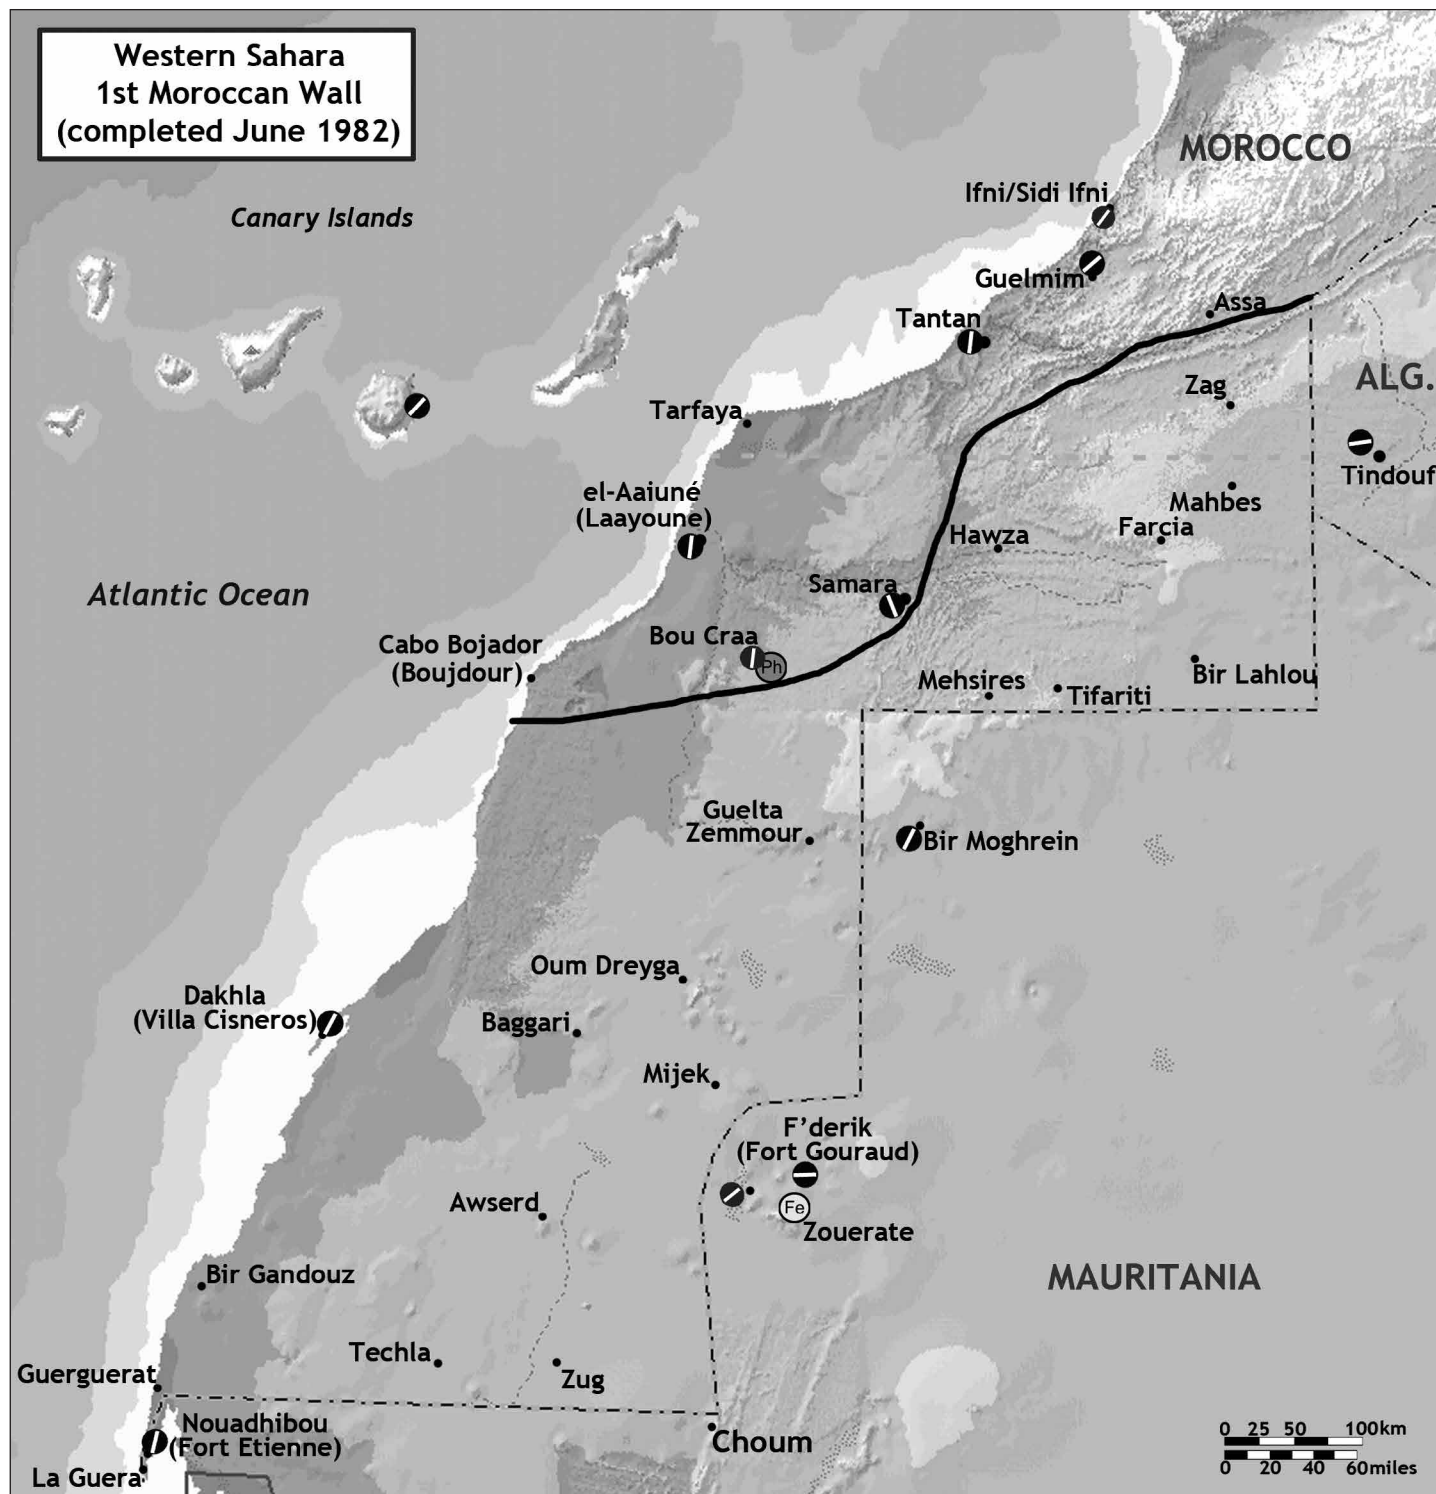 Western Sahara
1st Moroccan Wall
(completed June 1982)
MOROCCO
Ifni/Sidi Ifni
Canary Islands
Guelmim
Assa
Tantan
ALG.
Zag
Tarfaya
Tindouf
el-Aaiuné
(Laayoune)
Mahbes
Farcia
Hawza
Samara
Atlantic Ocean
Bou Craa
Ph
Cabo Bojador
(Boujdour)
Mehsires
Tifariti
Bir Lahlou
Guelta
Zemmour
Bir Moghrein
Oum Dreyga
Dakhla
(Villa Cisneros)
Baggari
Mijek
F'derik
(Fort Gouraud)
Fe
Zouerate
Awserd
Bir Gandouz
MAURITANIA
Techla
Zug
Guerguerat
Nouadhibou
(Fort Etienne)
Choum
La Guera
0 25 50 100km
0 20 40 60miles